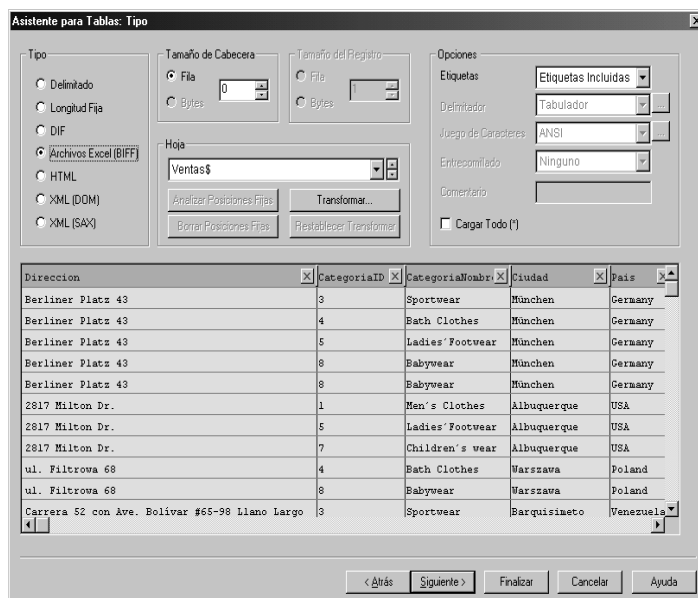 Asistente para Tablas: Tipo
Tipo
Delimitado
Longitud Fija
DIF
Archivos Excel (BIFF)
HTML
XML (DOM)
XML (SAX)
Tamaño de Cabecera
Fila
0
Bytes
Tamaño del Registro
Fila
1
Bytes
Hoja
Ventas$
Analizar Posiciones Fijas
Transformar...
Borrar Posiciones Fijas
Restablecer Transformar
Opciones
Etiquetas Etiquetas Incluidas
Delimitador Tabulador ...
Juego de Caracteres ANSI ...
Entrecomillado Ninguno
Comentario
Cargar Todo (*)
Direccion CategoriaID CategoriaNombre Ciudad Pais
Berliner Platz 43 3 Sportwear München Germany
Berliner Platz 43 4 Bath Clothes München Germany
Berliner Platz 43 5 Ladies´Footwear München Germany
Berliner Platz 43 8 Babywear München Germany
Berliner Platz 43 8 Babywear München Germany
2817 Milton Dr. 1 Men´s Clothes Albuquerque USA
2817 Milton Dr. 5 Ladies´Footwear Albuquerque USA
2817 Milton Dr. 7 Children´s wear Albuquerque USA
ul. Filtrowa 68 4 Bath Clothes Warszawa Poland
ul. Filtrowa 68 8 Babywear Warszawa Poland
Carrera 52 con Ave. Bolívar #65-98 Llano Largo 3 Sportwear Barquisimeto Venezuela
< Atrás Siguiente > Finalizar Cancelar Ayuda